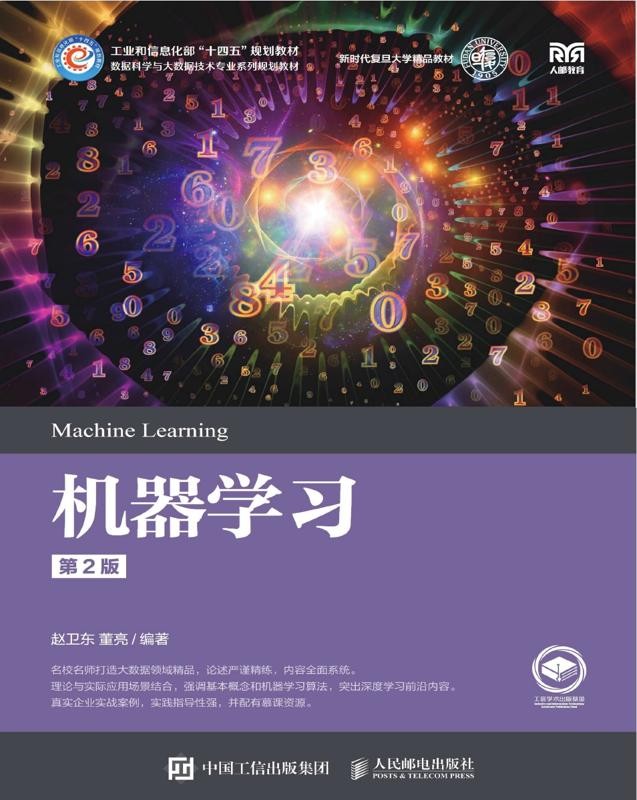 工业和信息化部“十四五”规划教材
数据科学与大数据技术专业系列规划教材
新时代复旦大学精品教材
人邮教育
Machine Learning
机器学习
第2版
赵卫东 董亮 / 编著
名校名师打造大数据领域精品，论述严谨精练，内容全面系统。
理论与实际应用场景结合，强调基本概念和机器学习算法，突出深度学习前沿内容。
真实企业实战案例，实践指导性强，并配有慕课资源。
工信学术出版基金
中国工信出版集团
人民邮电出版社
POSTS & TELECOM PRESS